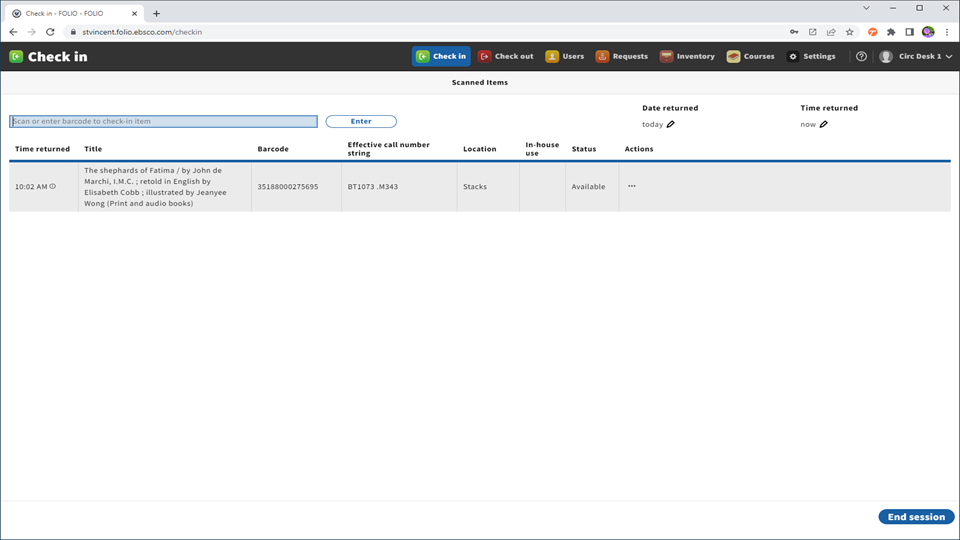 Check in - FOLIO - FOLIO
stvincent.folio.ebsco.com/checkin
Check in
Check in
Check out
Users
Requests
Inventory
Courses
Settings
Circ Desk 1
Scanned Items
Scan or enter barcode to check-in item
Enter
Date returned
today
Time returned
now
Time returned
Title
Barcode
Effective call number
string
Location
In-house
use
Status
Actions
10:02 AM
The shephards of Fatima / by John de
Marchi, I.M.C. ; retold in English by
Elisabeth Cobb ; illustrated by Jeanyee
Wong (Print and audio books)
35188000275695
BT1073 .M343
Stacks
Available
End session